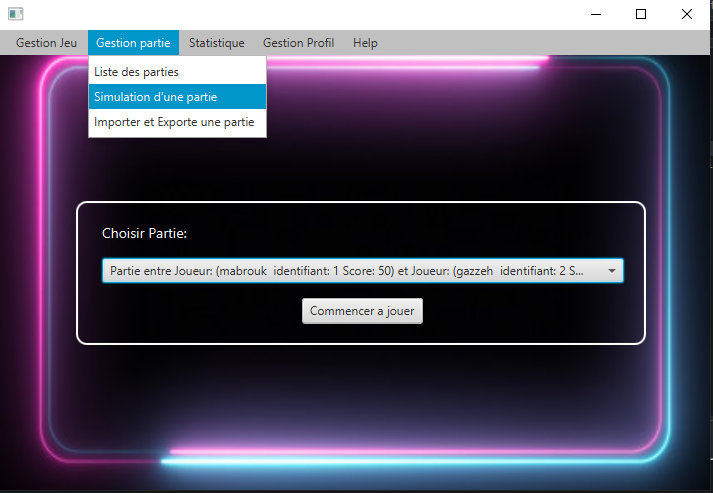 Gestion Jeu Gestion partie Statistique Gestion Profil Help
Liste des parties
Simulation d'une partie
Importer et Exporte une partie
Choisir Partie:
Partie entre Joueur: (mabrouk identifiant: 1 Score: 50) et Joueur: (gazzeh identifiant: 2 S...
Commencer a jouer